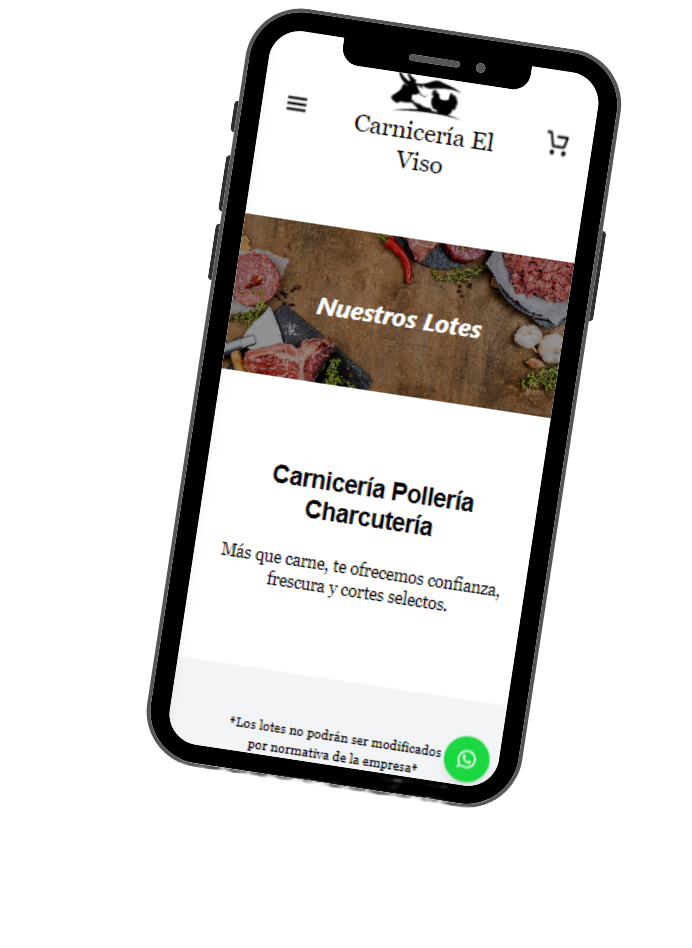 Carnicería El
Viso
Nuestros Lotes
Carnicería Pollería
Charcutería
Más que carne, te ofrecemos confianza,
frescura y cortes selectos.
*Los lotes no podrán ser modificados
por normativa de la empresa*